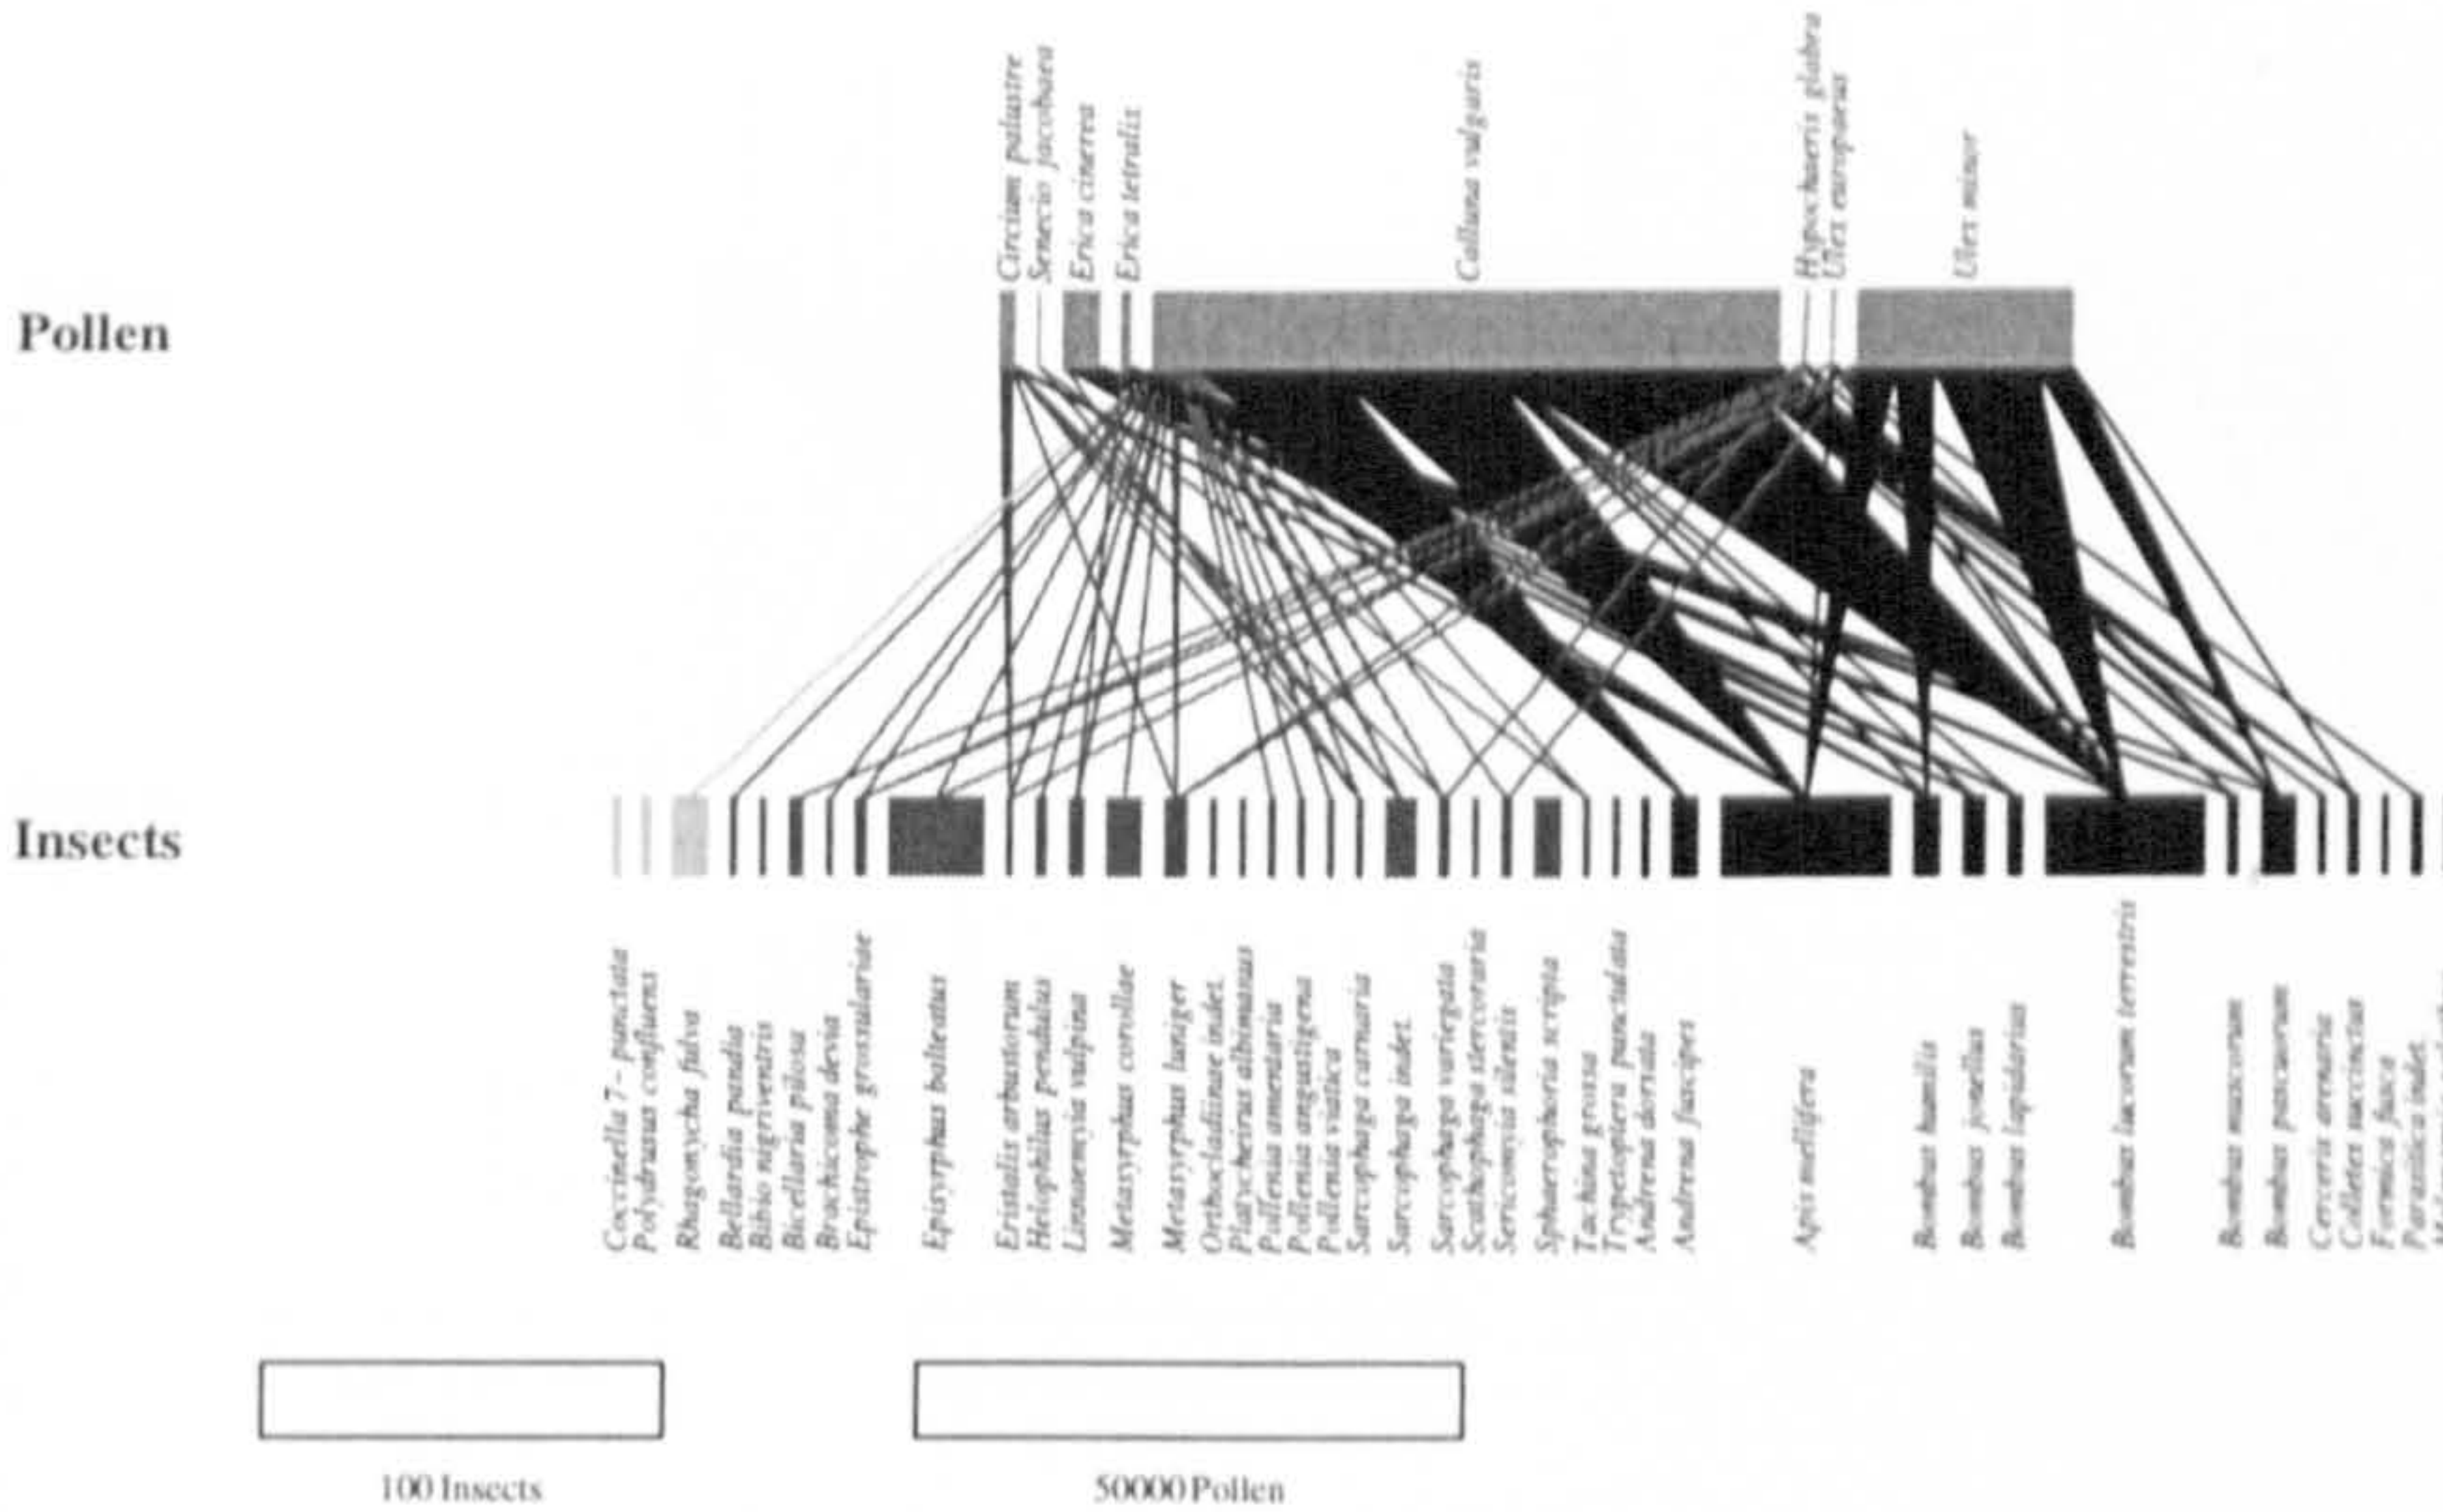 Circium palustre
Senecio jacobaea
Erica cinerea
Erica tetralix
Calluna vulgaris
Hypochaeris glabra
Ulex europaeus
Ulex minor
Pollen
Insects
Coccinella 7 - punctata
Polydrusus confluens
Rhagonycha fulva
Bellardia pandia
Bibio nigriventris
Bicellaria pilosa
Brachicoma devia
Epistrophe grossulariae
Episyrphus balteatus
Eristalis arbustorum
Helophilus pendulus
Linnaemyia vulpina
Metasyrphus corollae
Metasyrphus luniger
Orthocladiinae indet.
Platycheirus albimanus
Pollenia amentaria
Pollenia angustigena
Pollenia viatica
Sarcophaga carnaria
Sarcophaga indet.
Sarcophaga variegata
Scathophaga stercoraria
Sericomyia silentis
Sphaerophoria scripta
Tachina grossa
Trypetoptera punctulata
Andrena dorsata
Andrena fuscipes
Apis mellifera
Bombus humilis
Bombus jonellus
Bombus lapidarius
Bombus lucorum terrestris
Bombus muscorum
Bombus pascuorum
Cerceris arenaria
Colletes succinctus
Formica fusca
Parasitica indet.
100 Insects
50000 Pollen